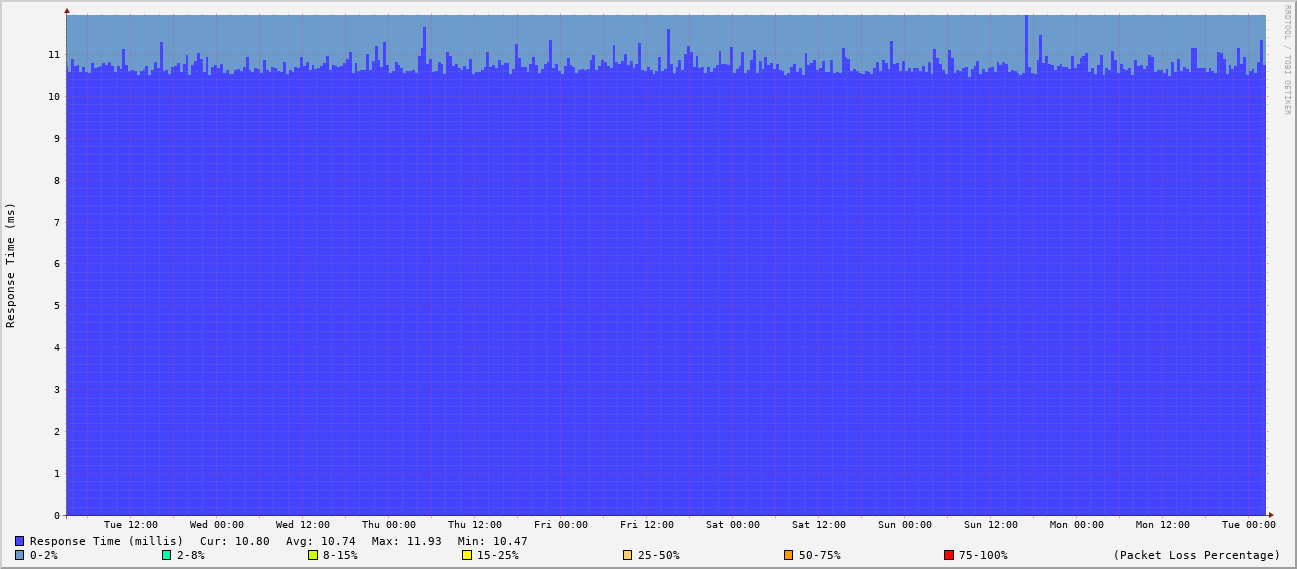 RRDTOOL / TOBI OETIKER
Response Time (ms)
11
10
9
8
7
6
5
4
3
2
1
0
Tue 12:00 Wed 00:00 Wed 12:00 Thu 00:00 Thu 12:00 Fri 00:00 Fri 12:00 Sat 00:00 Sat 12:00 Sun 00:00 Sun 12:00 Mon 00:00 Mon 12:00 Tue 00:00
Response Time (millis) Cur: 10.80 Avg: 10.74 Max: 11.93 Min: 10.47
0-2% 2-8% 8-15% 15-25% 25-50% 50-75% 75-100% (Packet Loss Percentage)